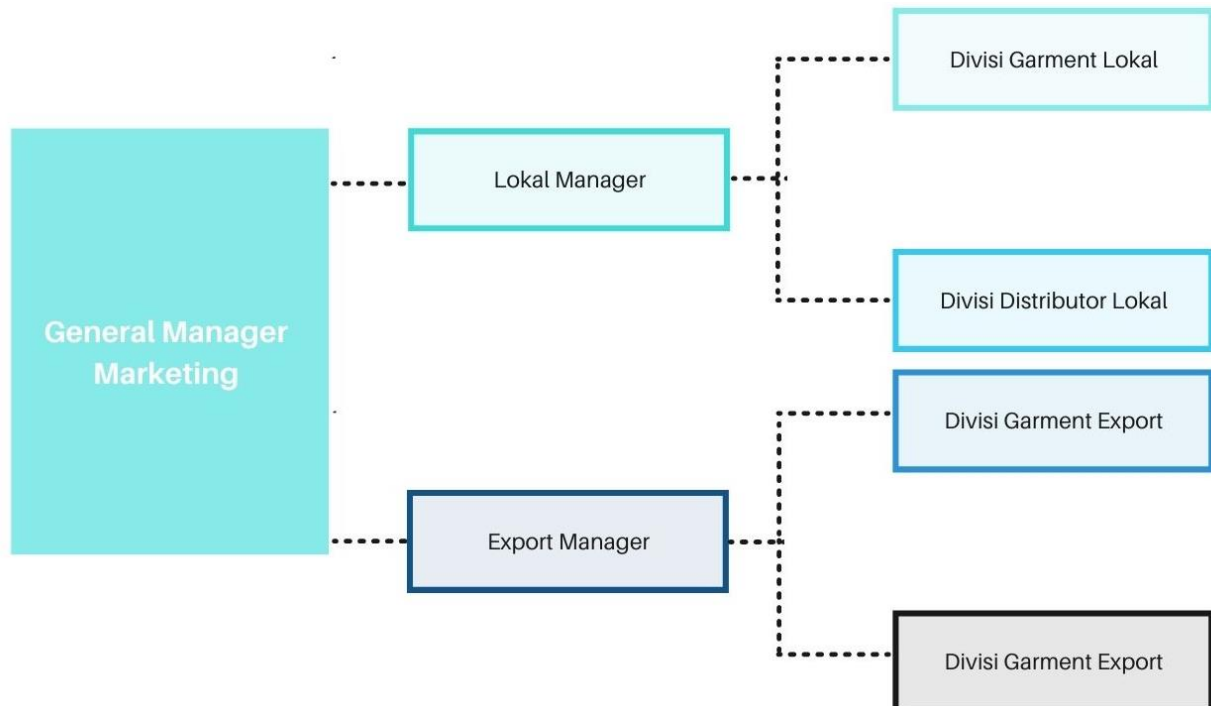 General Manager
Marketing
Lokal Manager
Export Manager
Divisi Garment Lokal
Divisi Distributor Lokal
Divisi Garment Export
Divisi Garment Export